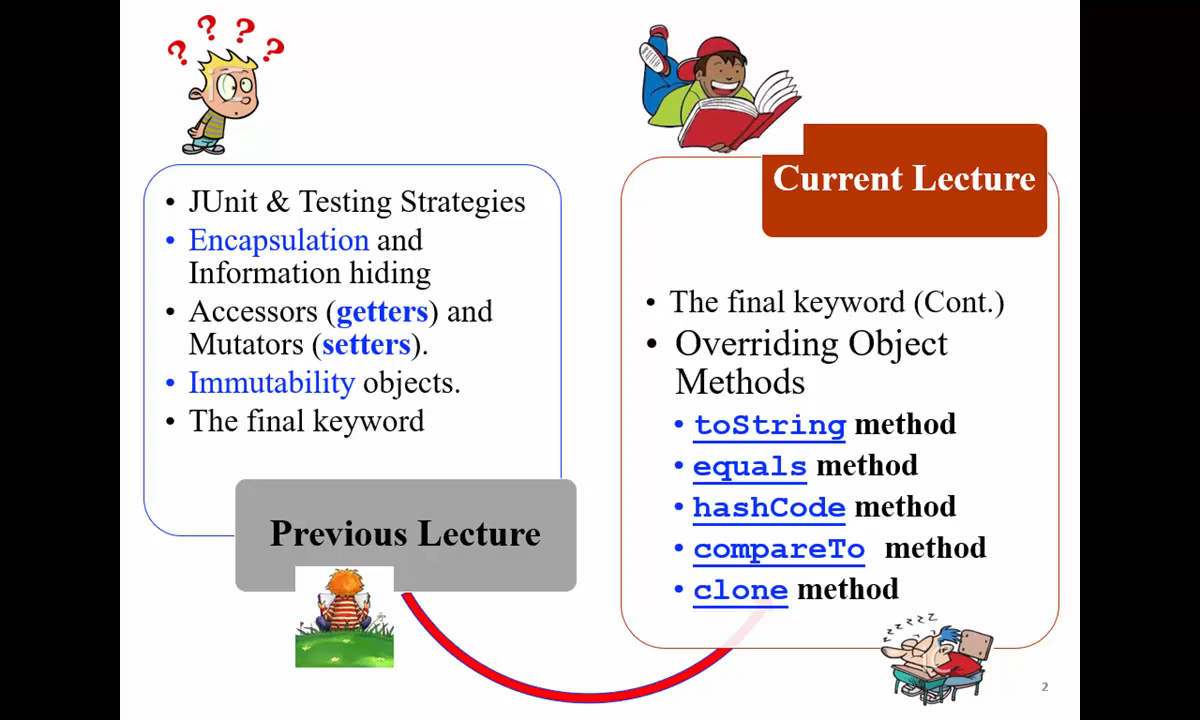 ? ? ? ?
• JUnit & Testing Strategies
• Encapsulation and
Information hiding
• Accessors (getters) and
Mutators (setters).
• Immutability objects.
• The final keyword
Previous Lecture
Current Lecture
• The final keyword (Cont.)
• Overriding Object
Methods
• toString method
• equals method
• hashCode method
• compareTo method
• clone method
z z z z z z
2